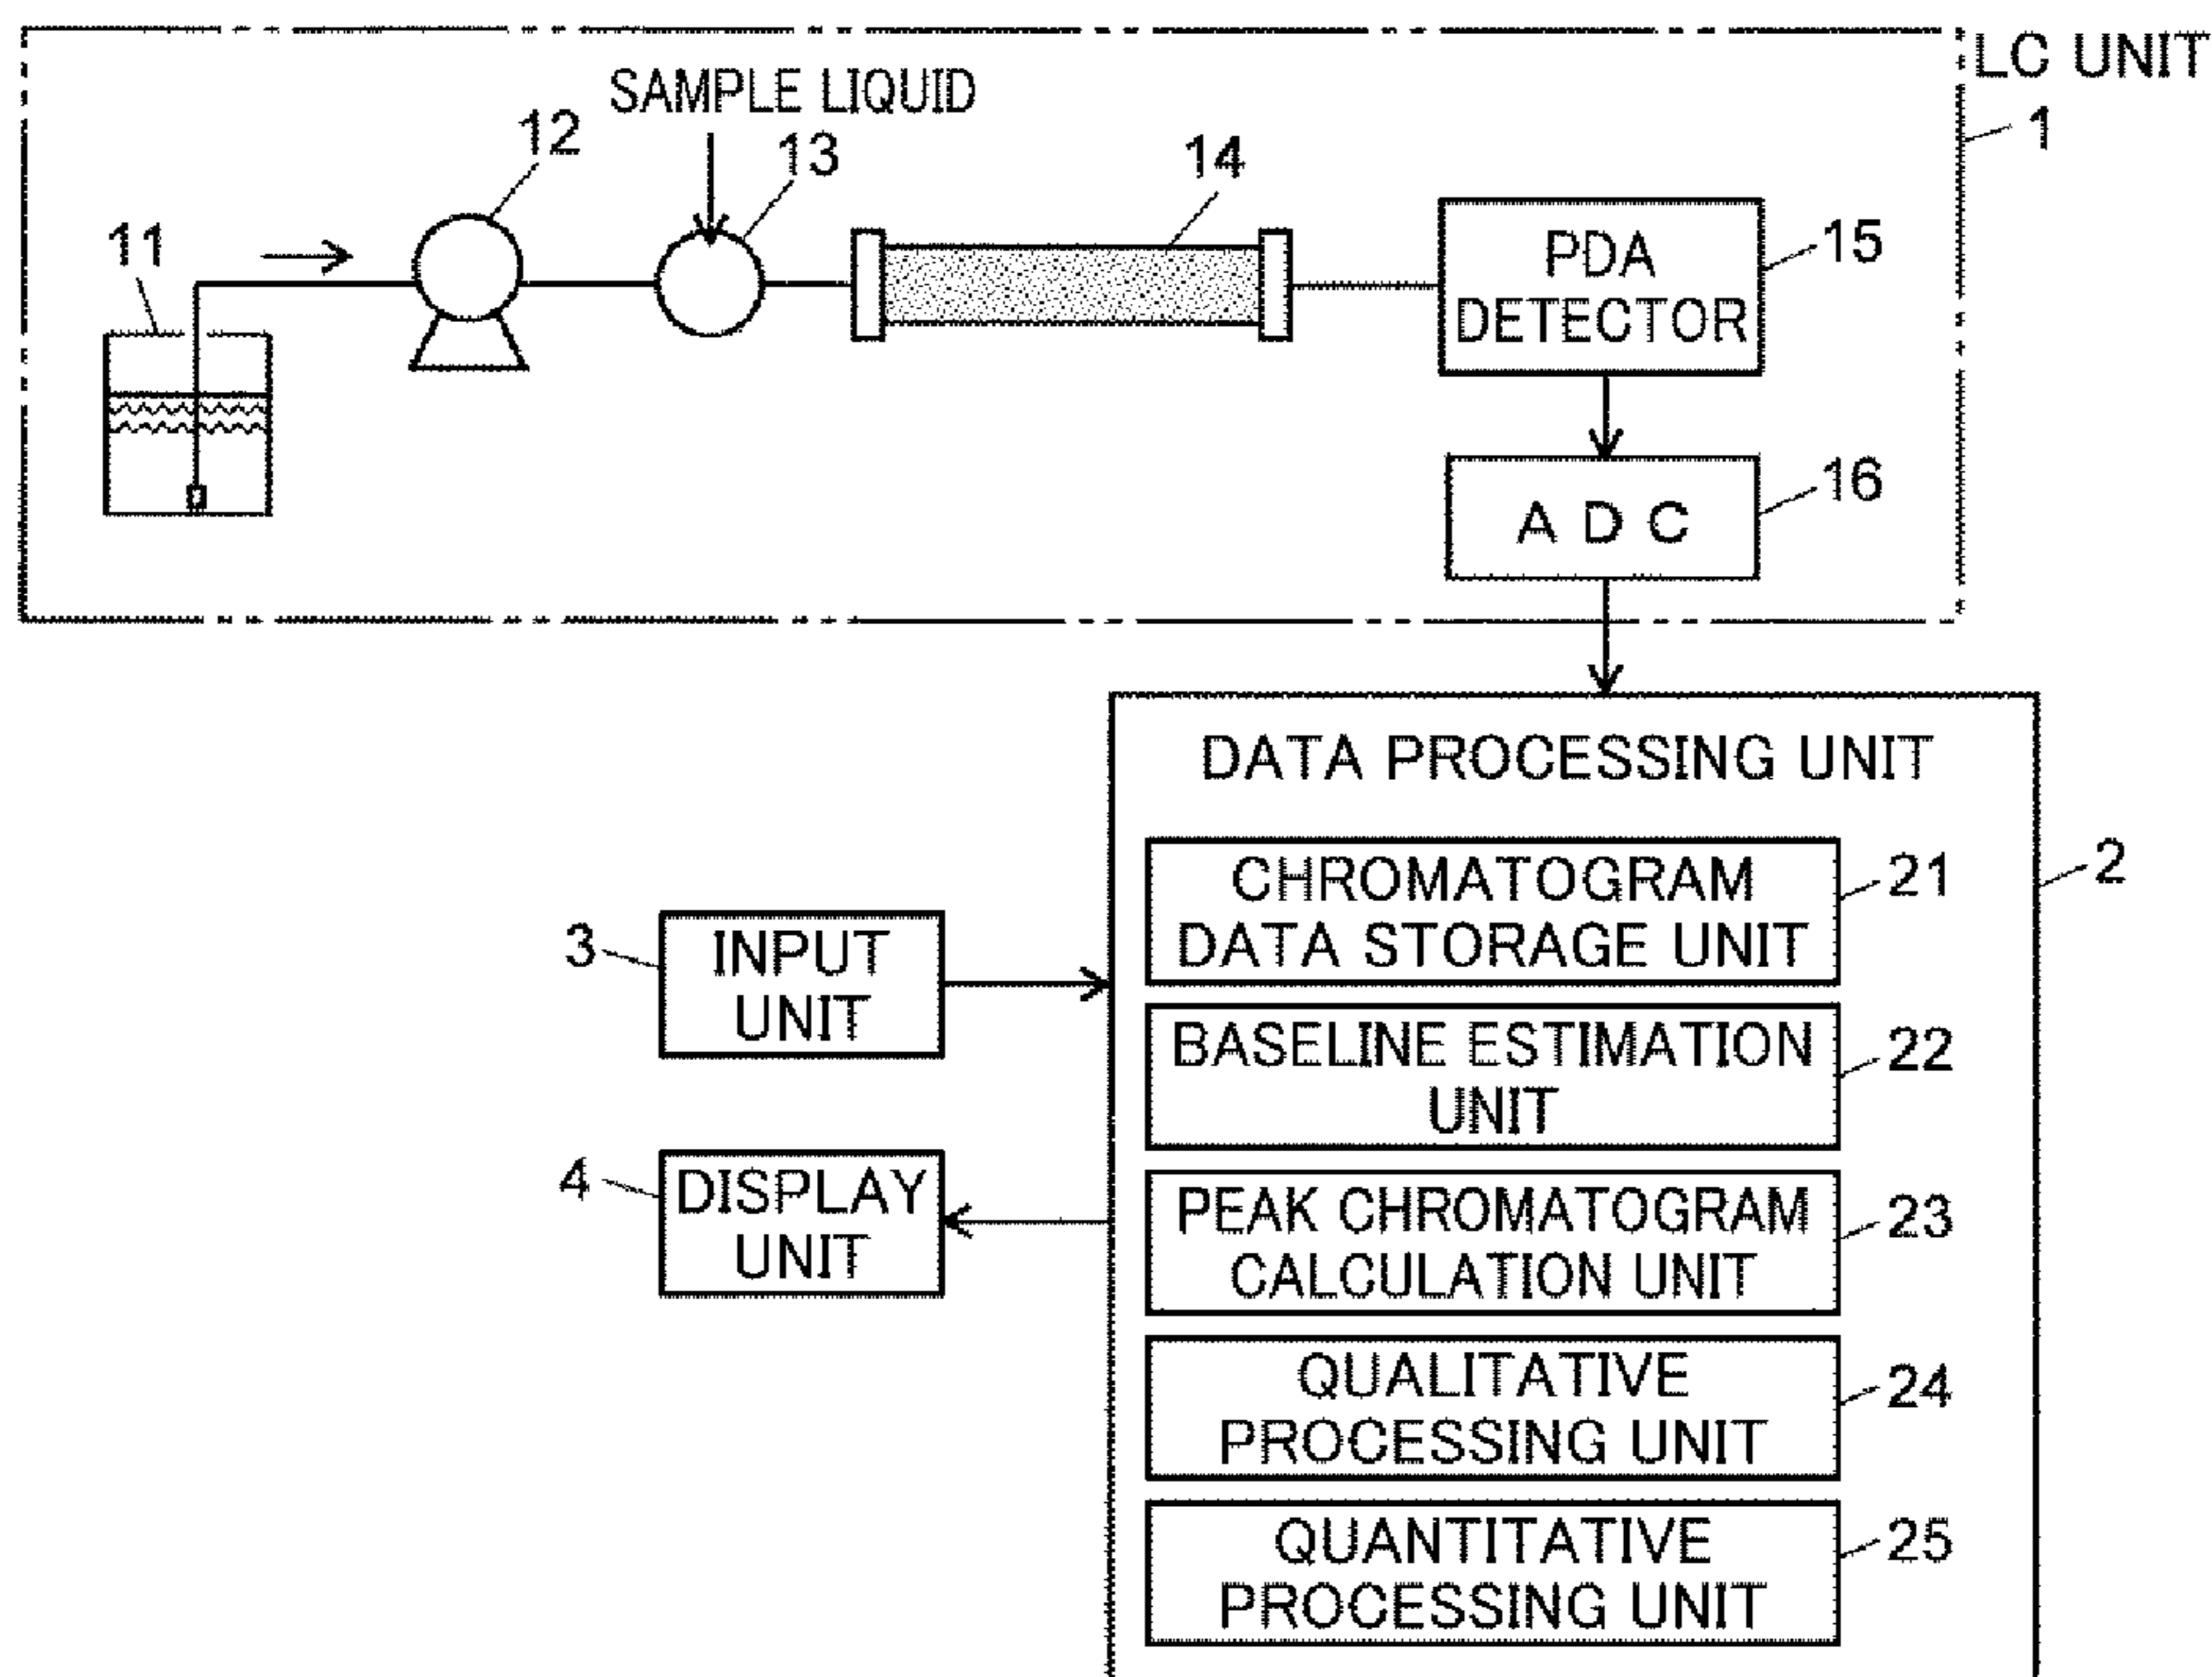 LC UNIT
1
SAMPLE LIQUID
12
13
14
11
PDA
DETECTOR
15
ADC
16
DATA PROCESSING UNIT
2
CHROMATOGRAM
DATA STORAGE UNIT
21
3
INPUT
UNIT
BASELINE ESTIMATION
UNIT
22
4
DISPLAY
UNIT
PEAK CHROMATOGRAM
CALCULATION UNIT
23
QUALITATIVE
PROCESSING UNIT
24
QUANTITATIVE
PROCESSING UNIT
25